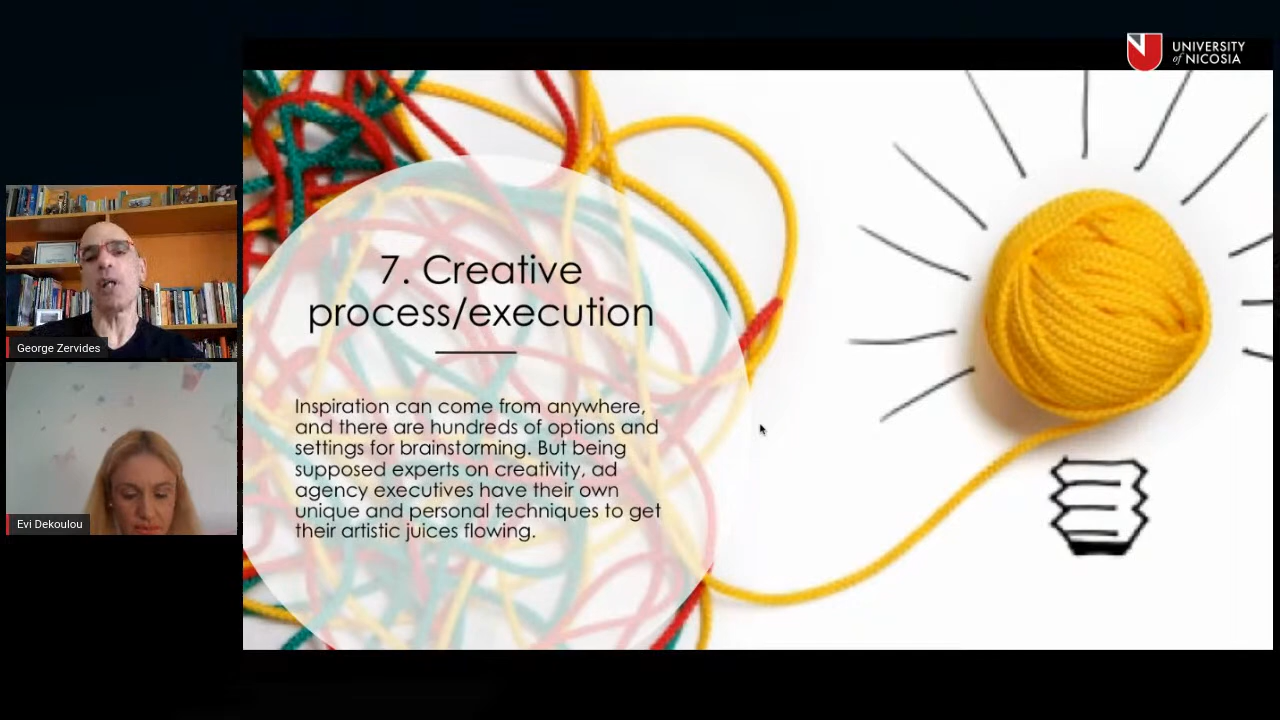 UNIVERSITY
of NICOSIA
George Zervides
Evi Dekoulou
7. Creative
process/execution
Inspiration can come from anywhere,
and there are hundreds of options and
settings for brainstorming. But being
supposed experts on creativity, ad
agency executives have their own
unique and personal techniques to get
their artistic juices flowing.